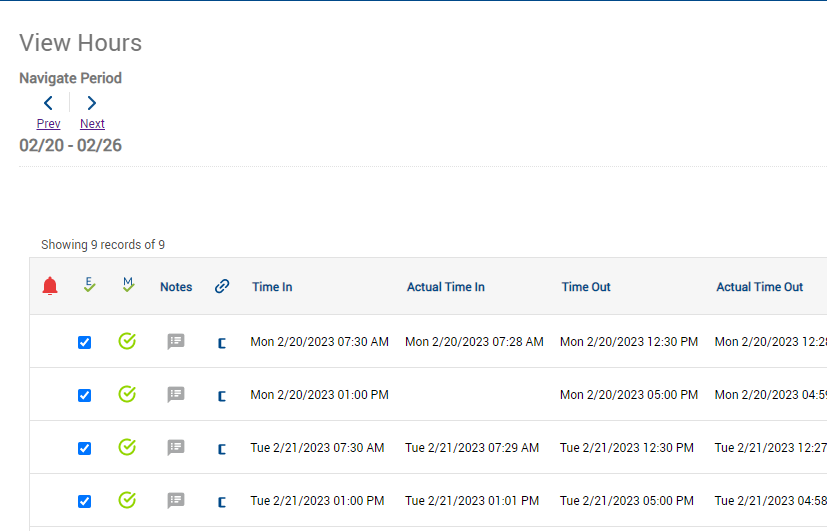 View Hours
Navigate Period
Prev Next
02/20 - 02/26
Showing 9 records of 9
E M Notes Time In Actual Time In Time Out Actual Time Out
Mon 2/20/2023 07:30 AM Mon 2/20/2023 07:28 AM Mon 2/20/2023 12:30 PM Mon 2/20/2023 12:28
Mon 2/20/2023 01:00 PM Mon 2/20/2023 05:00 PM Mon 2/20/2023 04:59
Tue 2/21/2023 07:30 AM Tue 2/21/2023 07:29 AM Tue 2/21/2023 12:30 PM Tue 2/21/2023 12:27
Tue 2/21/2023 01:00 PM Tue 2/21/2023 01:01 PM Tue 2/21/2023 05:00 PM Tue 2/21/2023 04:58